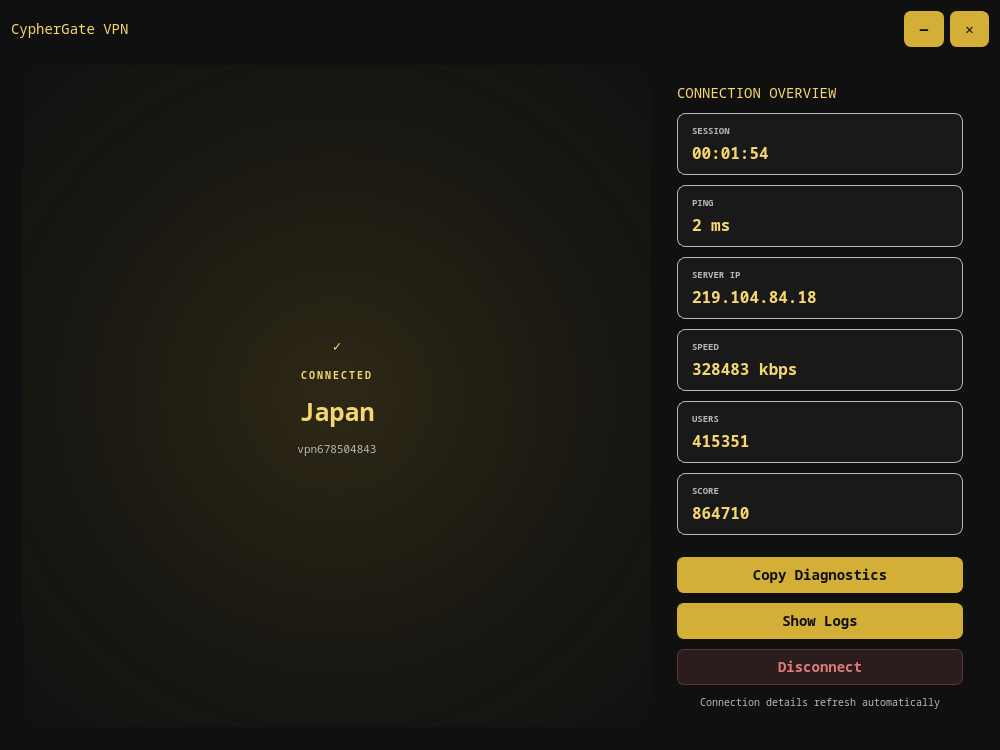 CypherGate VPN
–
×
✓
CONNECTED
Japan
vpn678504843
CONNECTION OVERVIEW
SESSION
00:01:54
PING
2 ms
SERVER IP
219.104.84.18
SPEED
328483 kbps
USERS
415351
SCORE
864710
Copy Diagnostics
Show Logs
Disconnect
Connection details refresh automatically